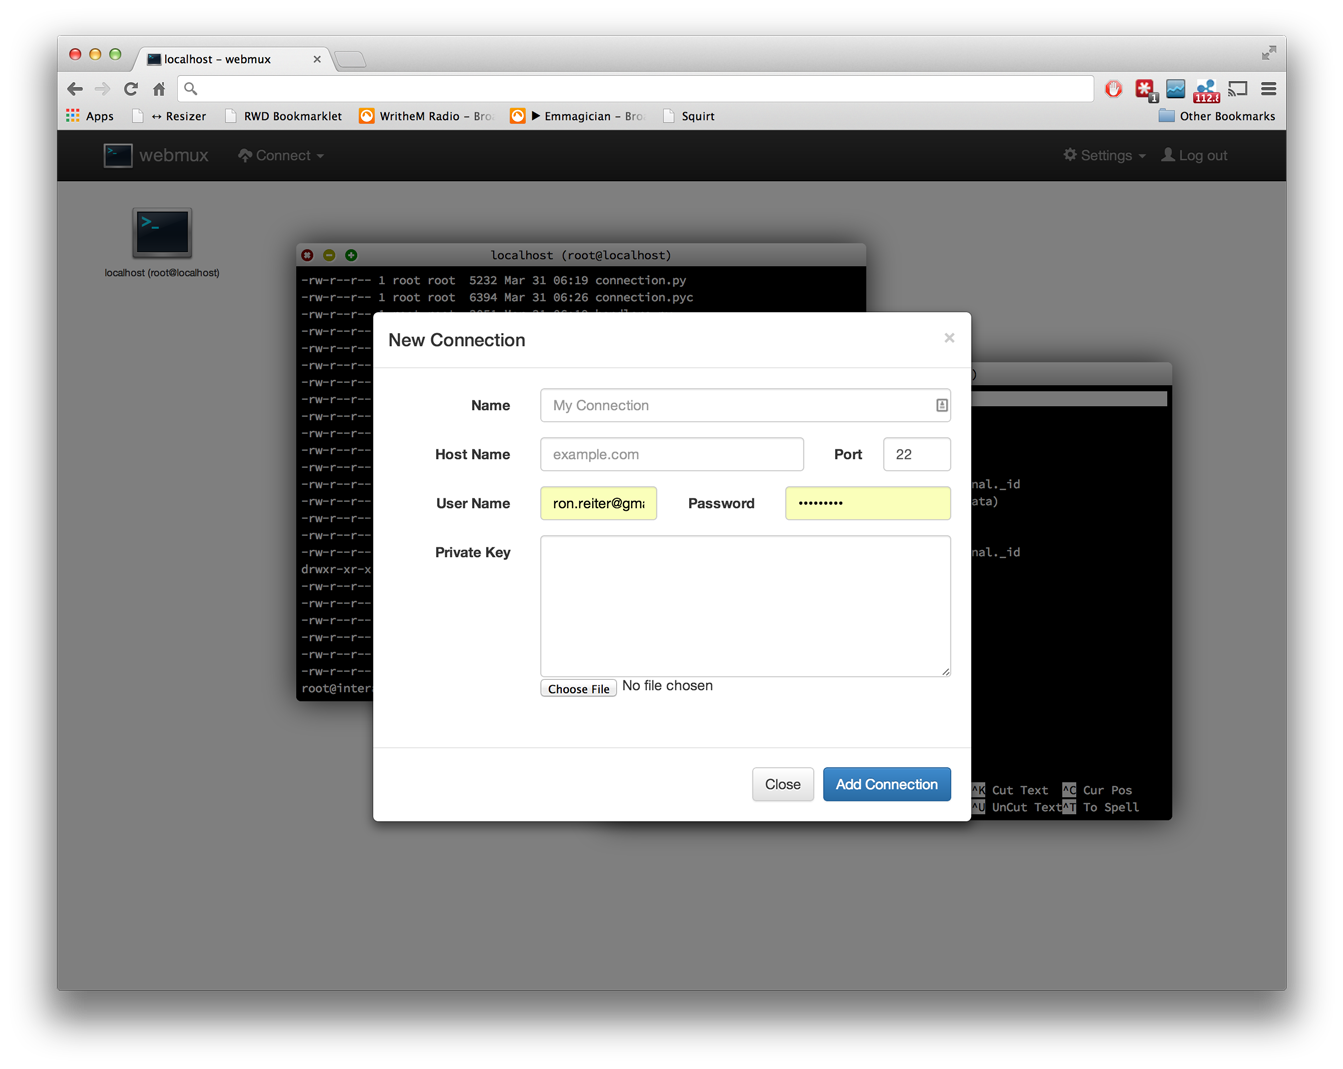 localhost – webmux
Apps
↔ Resizer
RWD Bookmarklet
WritheM Radio – Bro
▶ Emmagician – Bro
Squirt
Other Bookmarks
1
webmux
Connect
Settings
Log out
>_
localhost (root@localhost)
localhost (root@localhost)
-rw-r--r-- 1 root root 5232 Mar 31 06:19 connection.py
-rw-r--r-- 1 root root 6394 Mar 31 06:26 connection.pyc
-rw-r--r--
-rw-r--r--
-rw-r--r--
-rw-r--r--
-rw-r--r--
-rw-r--r--
-rw-r--r--
-rw-r--r--
-rw-r--r--
-rw-r--r--
-rw-r--r--
-rw-r--r--
-rw-r--r--
-rw-r--r--
drwxr-xr-x
-rw-r--r--
-rw-r--r--
-rw-r--r--
-rw-r--r--
-rw-r--r--
-rw-r--r--
root@inter
)
nal._id
ata)
nal._id
^K Cut Text ^C Cur Pos
^U UnCut Text^T To Spell
New Connection
×
Name
My Connection
Host Name
example.com
Port
22
User Name
ron.reiter@gma
Password
•••••••••
Private Key
Choose File No file chosen
Close
Add Connection